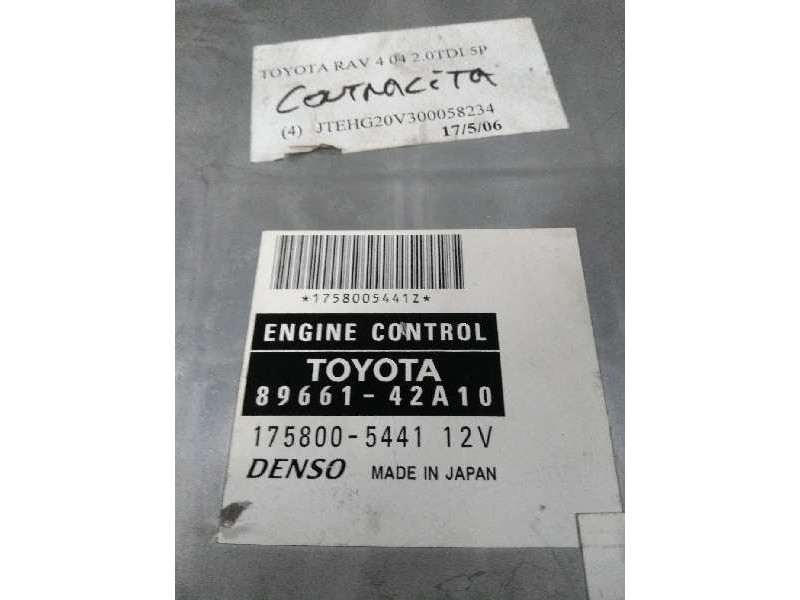 TOYOTA RAV 4 04 2.0TDI 5P
CONTRACITA
(4) JTEHG20V300058234
17/5/06
*1758005441Z*
ENGINE CONTROL
TOYOTA
89661-42A10
175800-5441 12V
DENSO MADE IN JAPAN